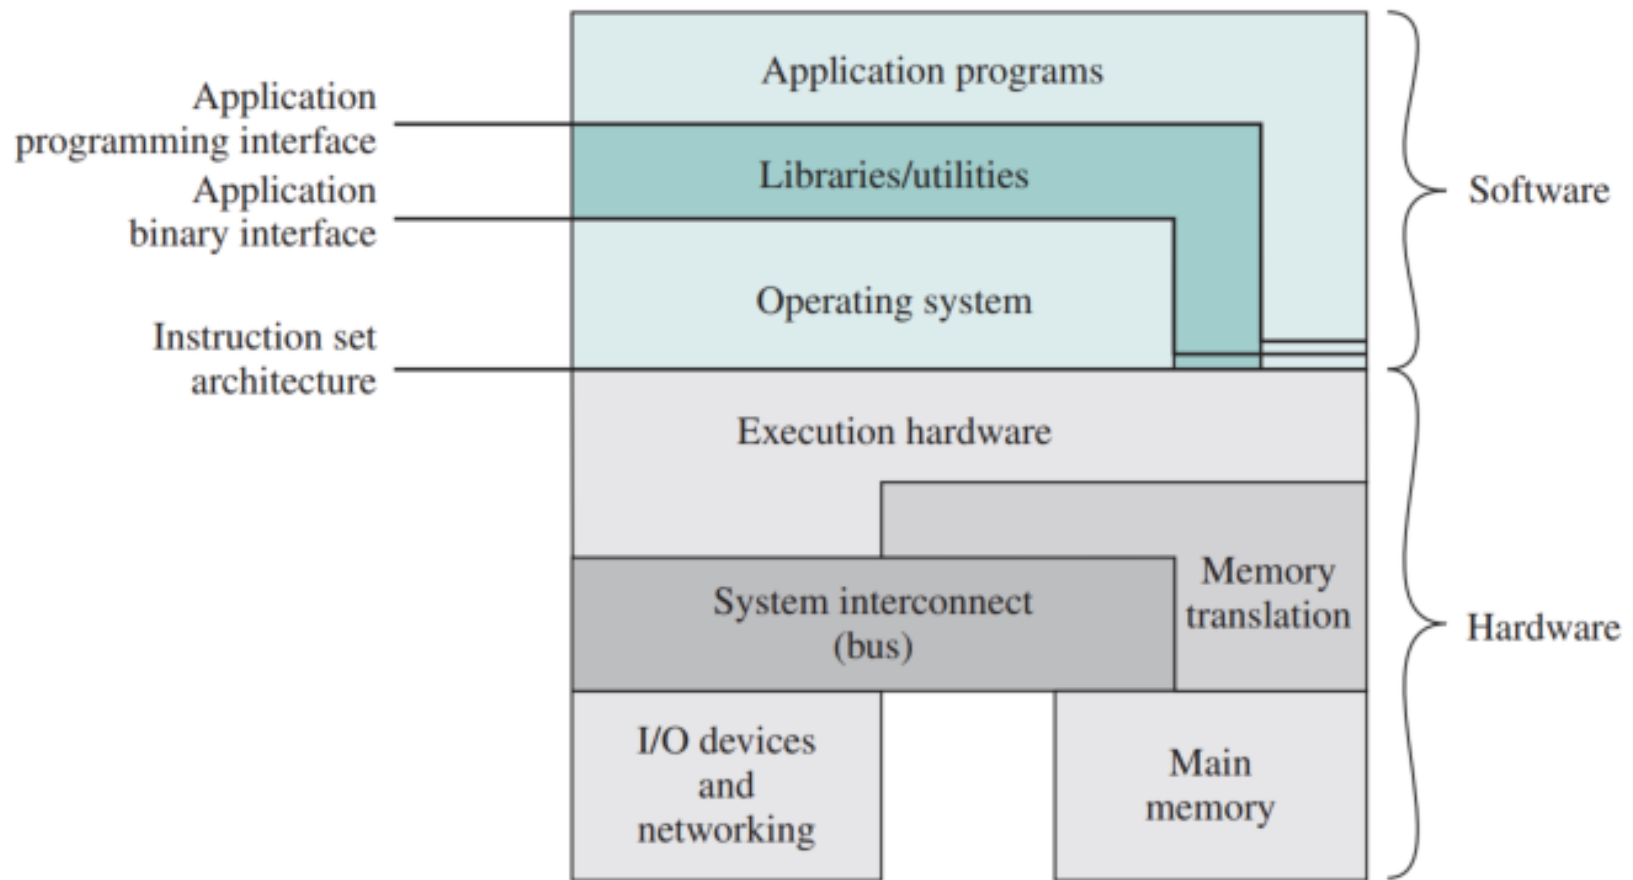 Application programs
Application
programming interface
Libraries/utilities
Application
binary interface
Software
Operating system
Instruction set
architecture
Execution hardware
Memory
translation
System interconnect
(bus)
Hardware
I/O devices
and
networking
Main
memory